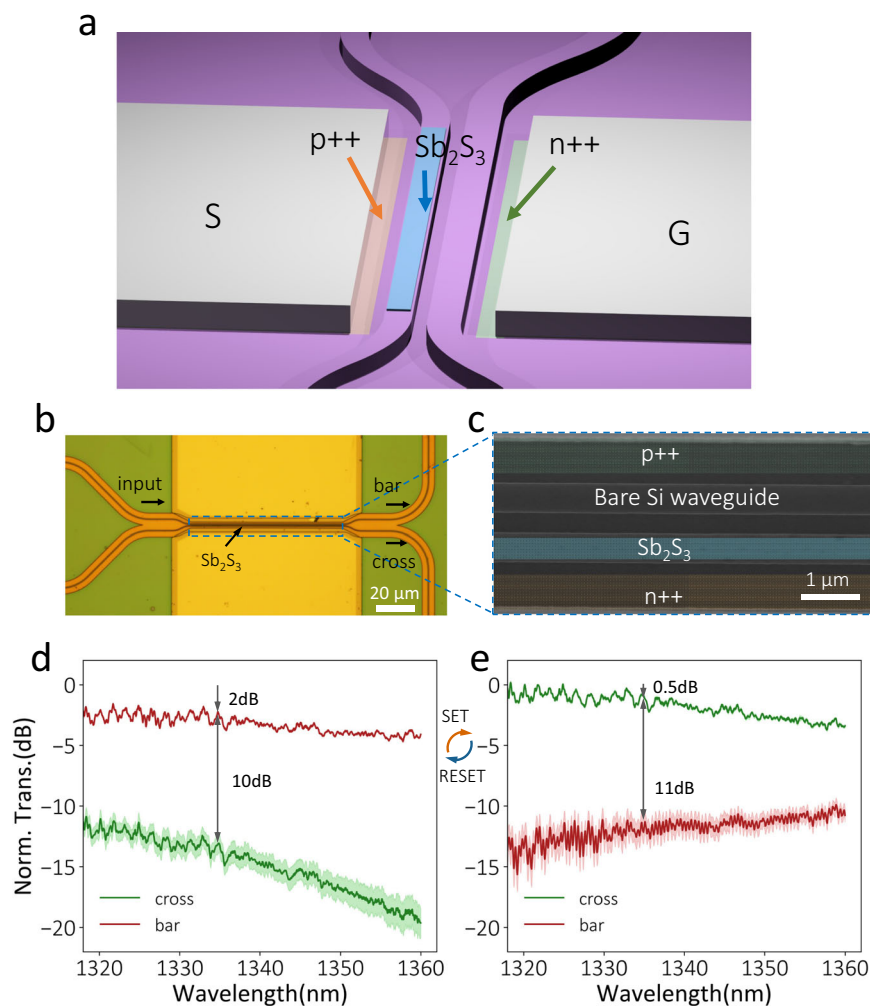 a
p++
Sb₂S₃
n++
S
G
b
input
bar
Sb₂S₃
cross
20 μm
c
p++
Bare Si waveguide
Sb₂S₃
n++
1 μm
d
Norm. Trans.(dB)
0
−5
−10
−15
−20
2dB
10dB
cross
bar
1320 1330 1340 1350 1360
Wavelength(nm)
SET
RESET
e
0
−5
−10
−15
−20
0.5dB
11dB
cross
bar
1320 1330 1340 1350 1360
Wavelength(nm)